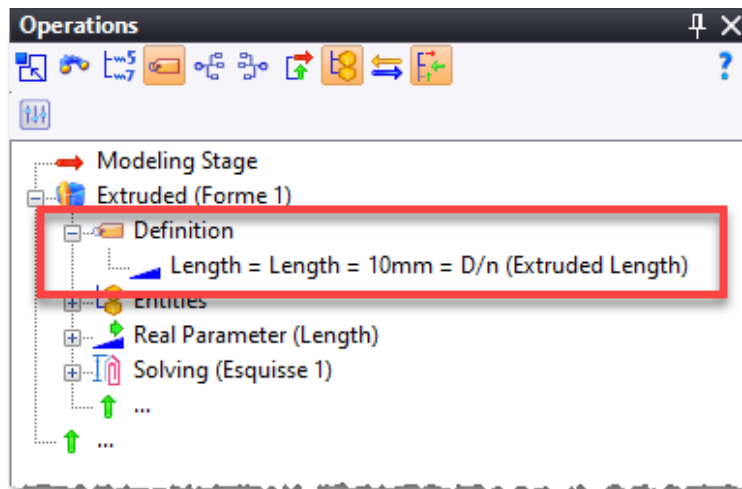 Operations
?
Modeling Stage
Extruded (Forme 1)
Definition
Length = Length = 10mm = D/n (Extruded Length)
Entities
Real Parameter (Length)
Solving (Esquisse 1)
...
...